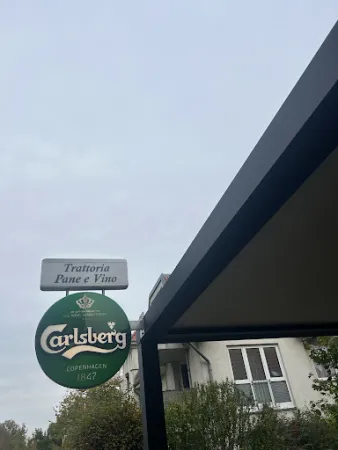 Trattoria
Pane e Vino
Carlsberg
COPENHAGEN
1847